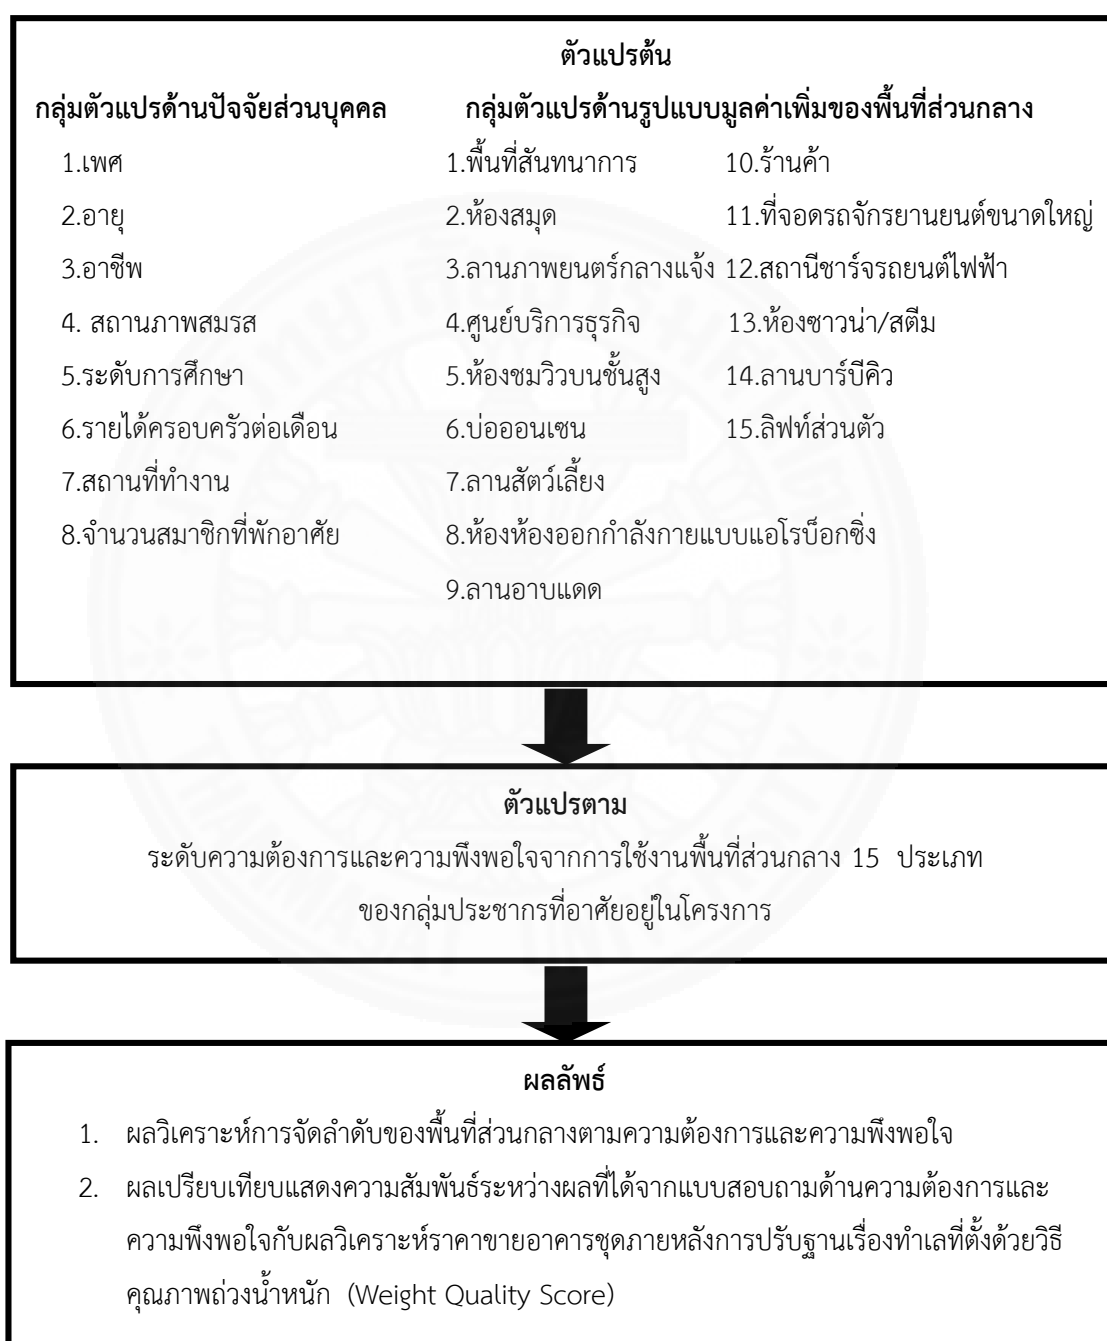 ตัวแปรต้น
กลุ่มตัวแปรด้านปัจจัยส่วนบุคคล กลุ่มตัวแปรด้านรูปแบบมูลค่าเพิ่มของพื้นที่ส่วนกลาง
1.เพศ 1.พื้นที่สันทนาการ 10.ร้านค้า
2.อายุ 2.ห้องสมุด 11.ที่จอดรถจักรยานยนต์ขนาดใหญ่
3.อาชีพ 3.ลานภาพยนตร์กลางแจ้ง 12.สถานีชาร์จรถยนต์ไฟฟ้า
4. สถานภาพสมรส 4.ศูนย์บริการธุรกิจ 13.ห้องซาวน่า/สตีม
5.ระดับการศึกษา 5.ห้องชมวิวบนชั้นสูง 14.ลานบาร์บีคิว
6.รายได้ครอบครัวต่อเดือน 6.บ่อออนเซน 15.ลิฟท์ส่วนตัว
7.สถานที่ทำงาน 7.ลานสัตว์เลี้ยง
8.จำนวนสมาชิกที่พักอาศัย 8.ห้องห้องออกกำลังกายแบบแอโรบ็อกซิ่ง
9.ลานอาบแดด
ตัวแปรตาม
ระดับความต้องการและความพึงพอใจจากการใช้งานพื้นที่ส่วนกลาง 15 ประเภท
ของกลุ่มประชากรที่อาศัยอยู่ในโครงการ
ผลลัพธ์
1. ผลวิเคราะห์การจัดลำดับของพื้นที่ส่วนกลางตามความต้องการและความพึงพอใจ
2. ผลเปรียบเทียบแสดงความสัมพันธ์ระหว่างผลที่ได้จากแบบสอบถามด้านความต้องการและ
ความพึงพอใจกับผลวิเคราะห์ราคาขายอาคารชุดภายหลังการปรับฐานเรื่องทำเลที่ตั้งด้วยวิธี
คุณภาพถ่วงน้ำหนัก (Weight Quality Score)